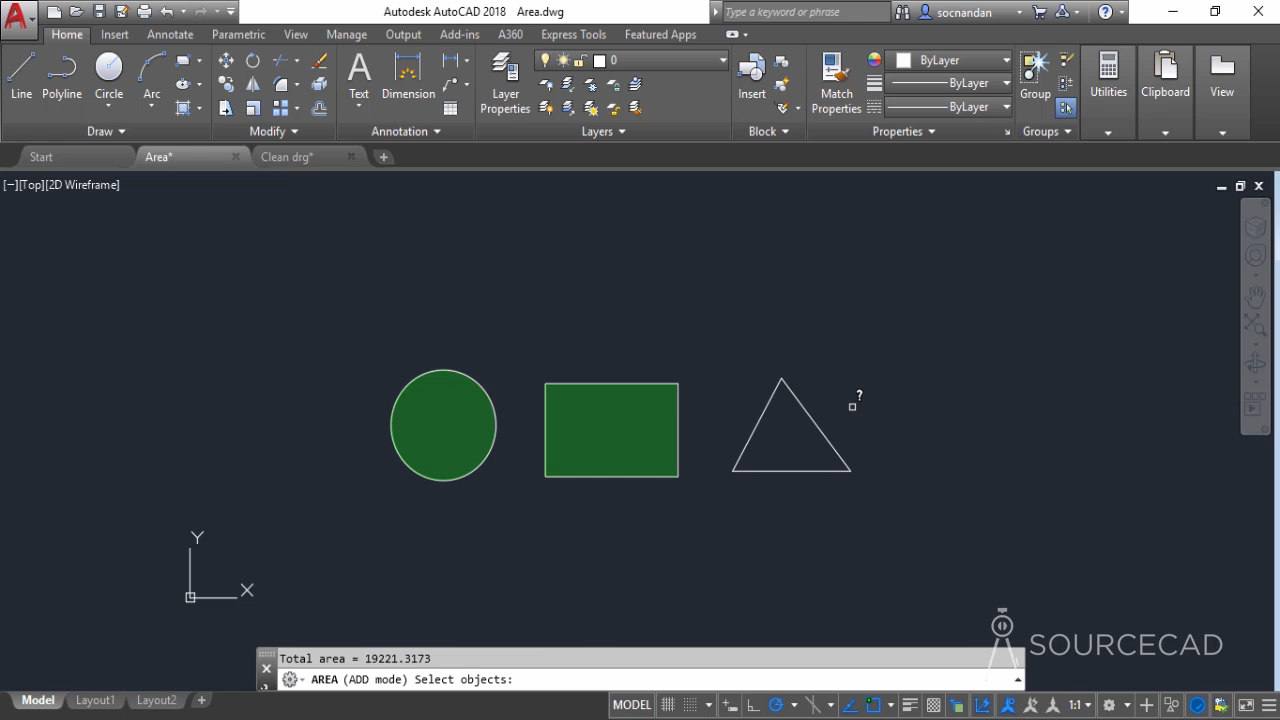 Autodesk AutoCAD 2018 Area.dwg
Type a keyword or phrase
socnandan
Home Insert Annotate Parametric View Manage Output Add-ins A360 Express Tools Featured Apps
0
ByLayer
ByLayer
ByLayer
Line Polyline Circle Arc
Text Dimension
Layer Properties
Insert
Match Properties
Group
Utilities Clipboard View
Draw Modify Annotation Layers Block Properties Groups
Start Area* Clean drg*
[−][Top][2D Wireframe]
?
Y
X
SOURCECAD
Total area = 19221.3173
AREA (ADD mode) Select objects:
Model Layout1 Layout2
MODEL 1:1